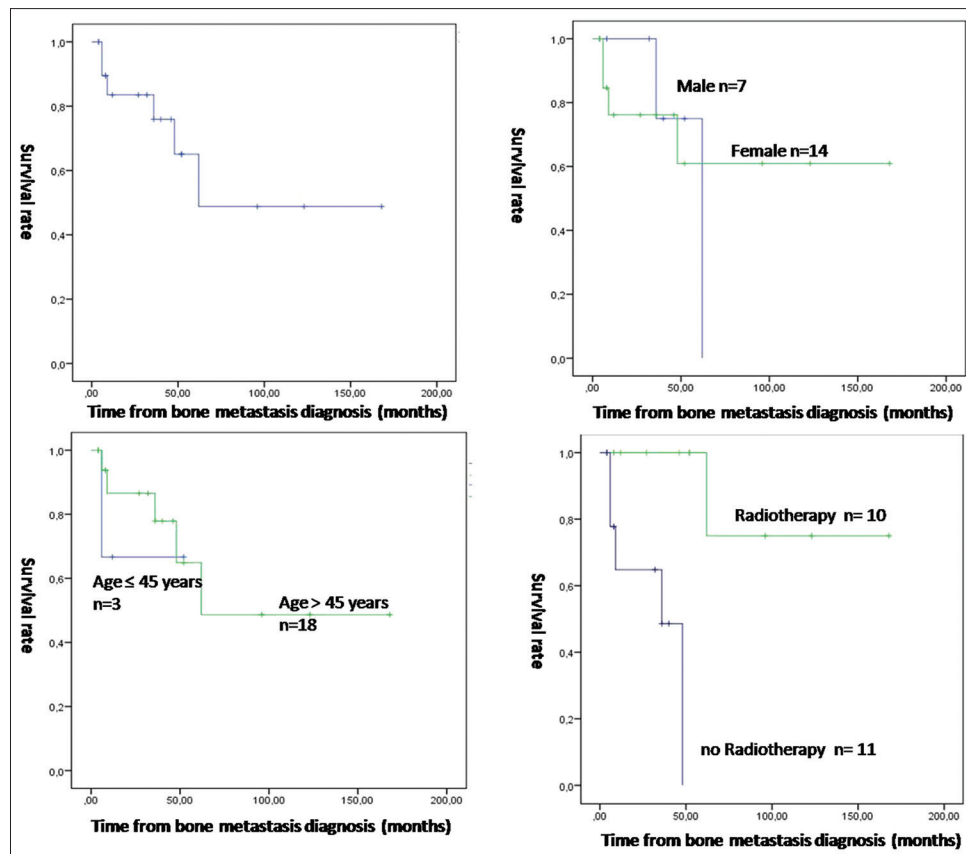 1,0
0,8
0,6
0,4
0,2
0,0
Survival rate
,00 50,00 100,00 150,00 200,00
Time from bone metastasis diagnosis (months)
1,0
0,8
0,6
0,4
0,2
0,0
Survival rate
Male n=7
Female n=14
,00 50,00 100,00 150,00 200,00
Time from bone metastasis diagnosis (months)
1,0
0,8
0,6
0,4
0,2
0,0
Survival rate
Age ≤ 45 years
n=3
Age > 45 years
n=18
,00 50,00 100,00 150,00 200,00
Time from bone metastasis diagnosis (months)
1,0
0,8
0,6
0,4
0,2
0,0
Survival rate
Radiotherapy n= 10
no Radiotherapy n= 11
,00 50,00 100,00 150,00 200,00
Time from bone metastasis diagnosis (months)